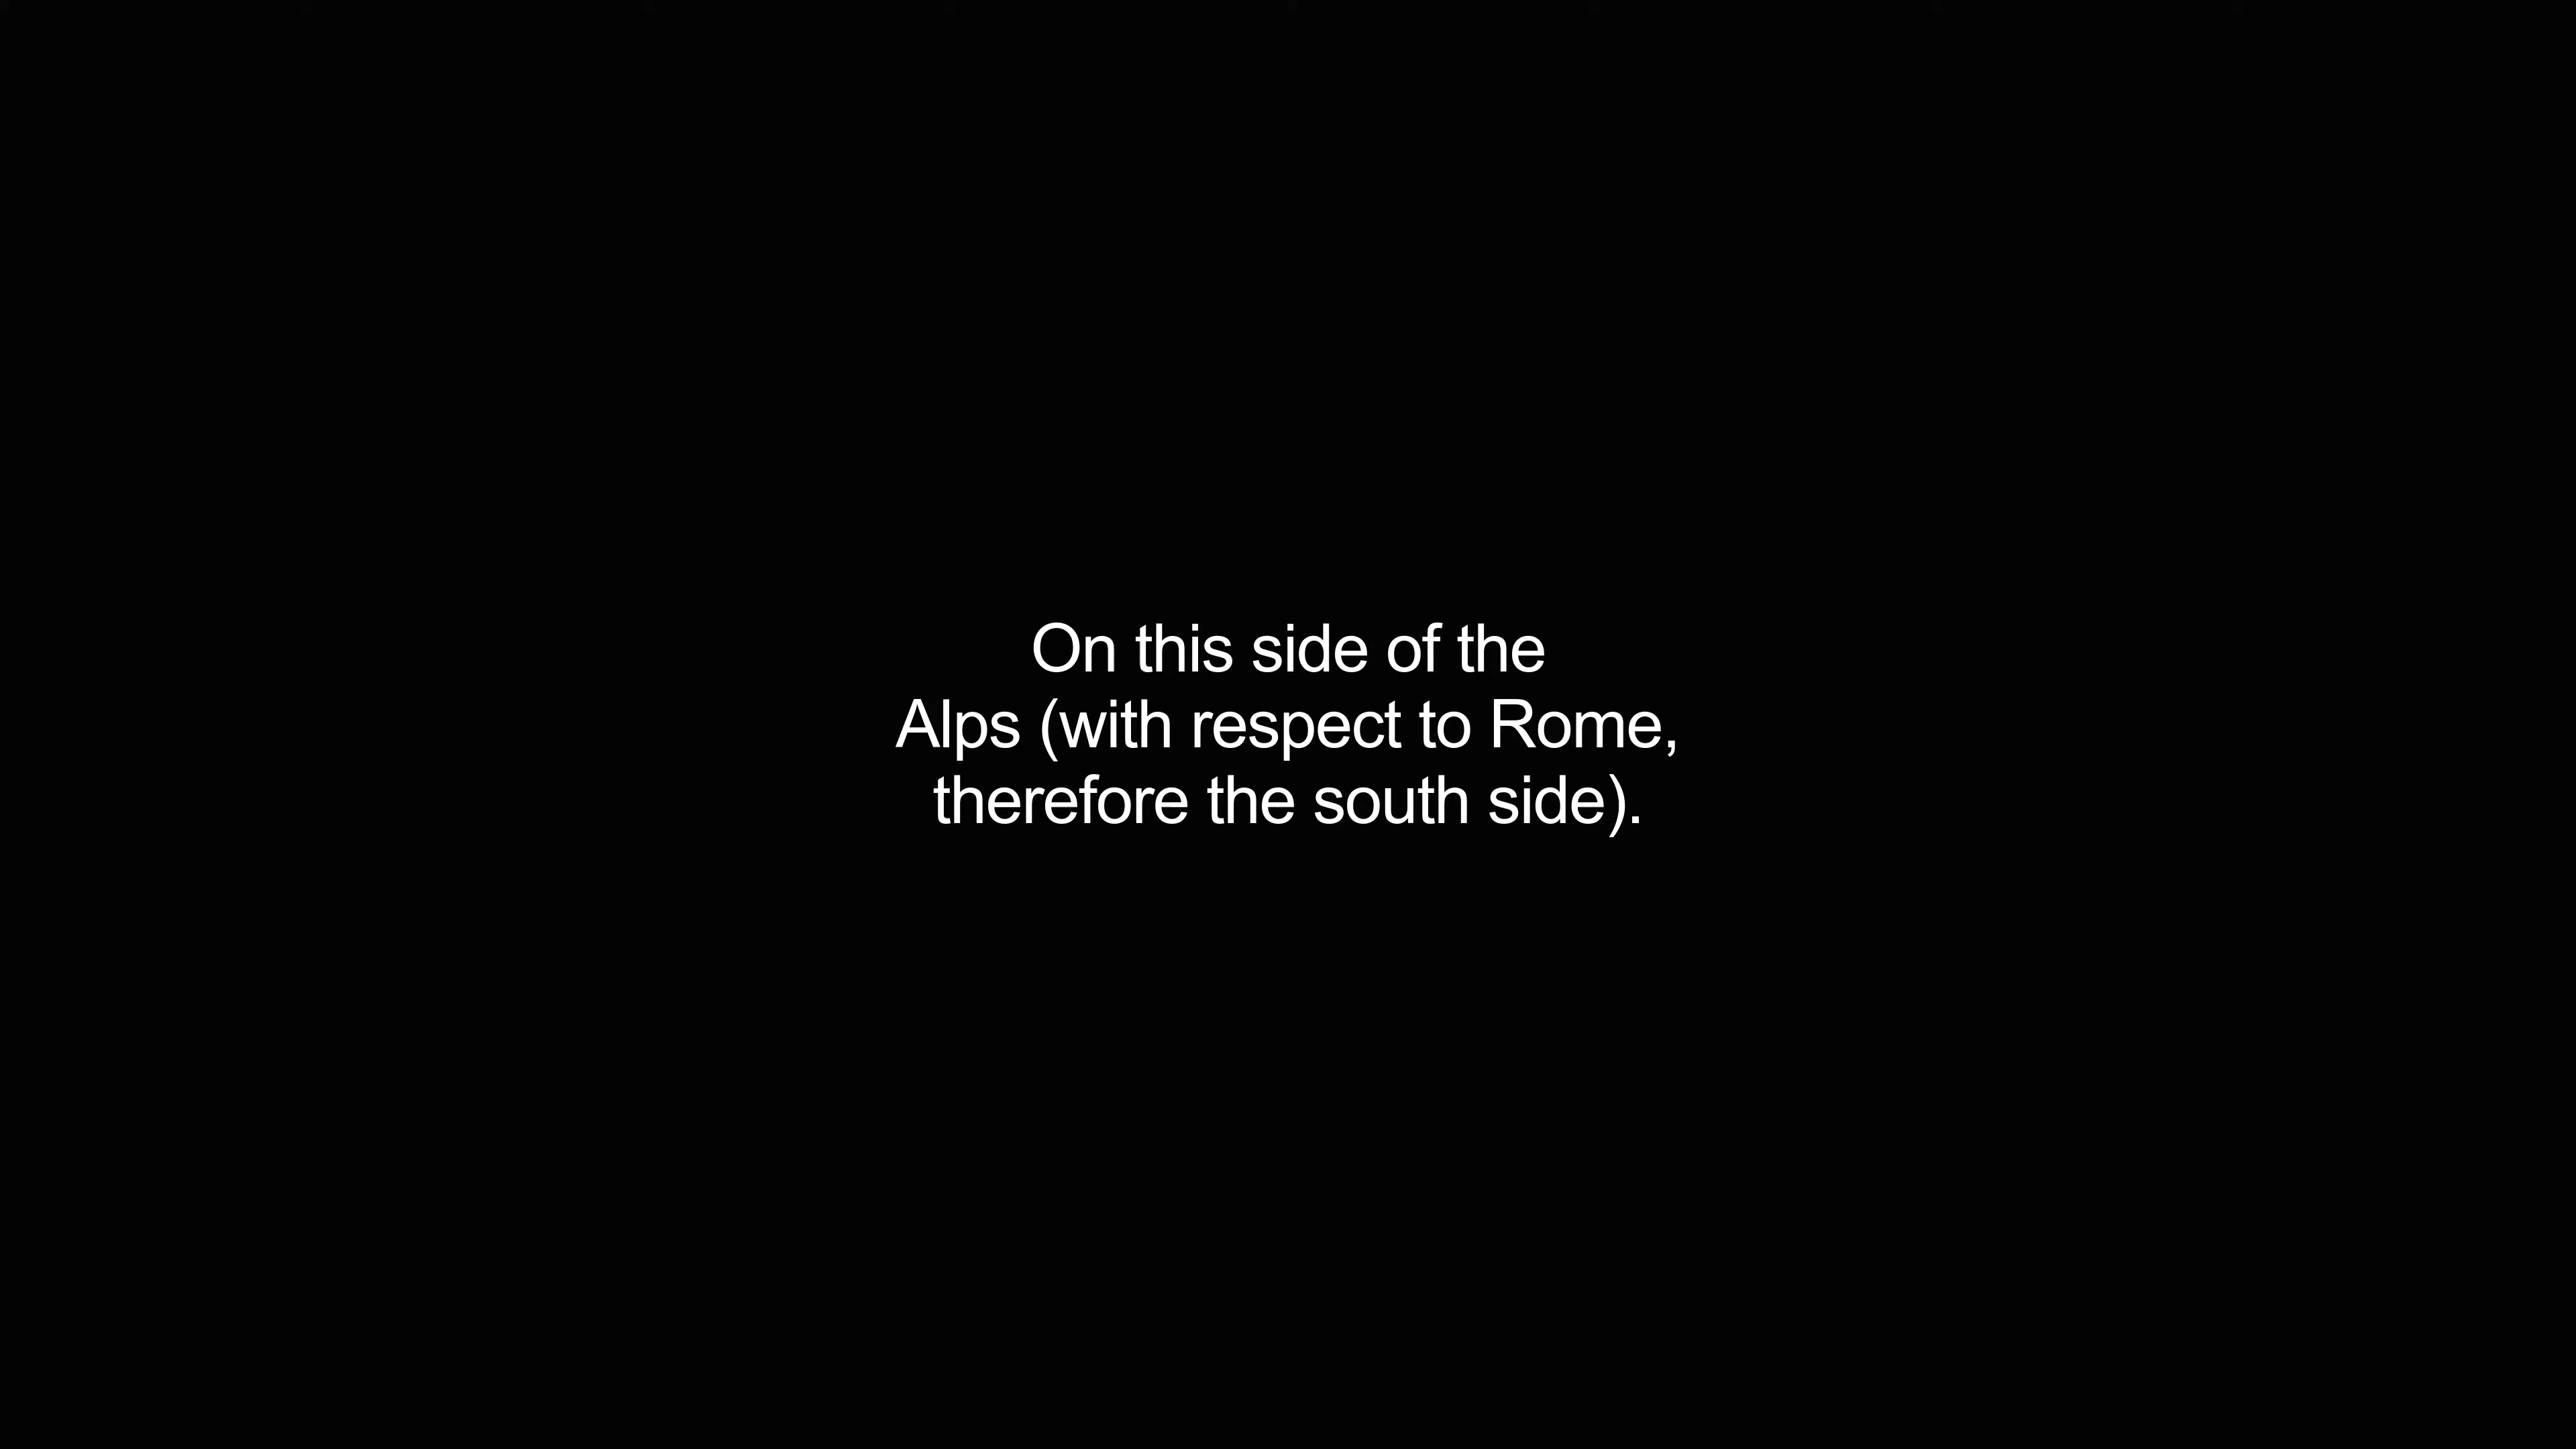 On this side of the
Alps (with respect to Rome,
therefore the south side).